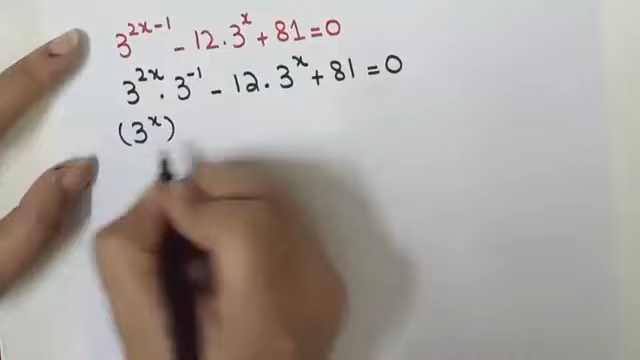 3^{2x-1} - 12 . 3^x + 81 = 0
3^{2x} . 3^{-1} - 12 . 3^x + 81 = 0
(3^x)